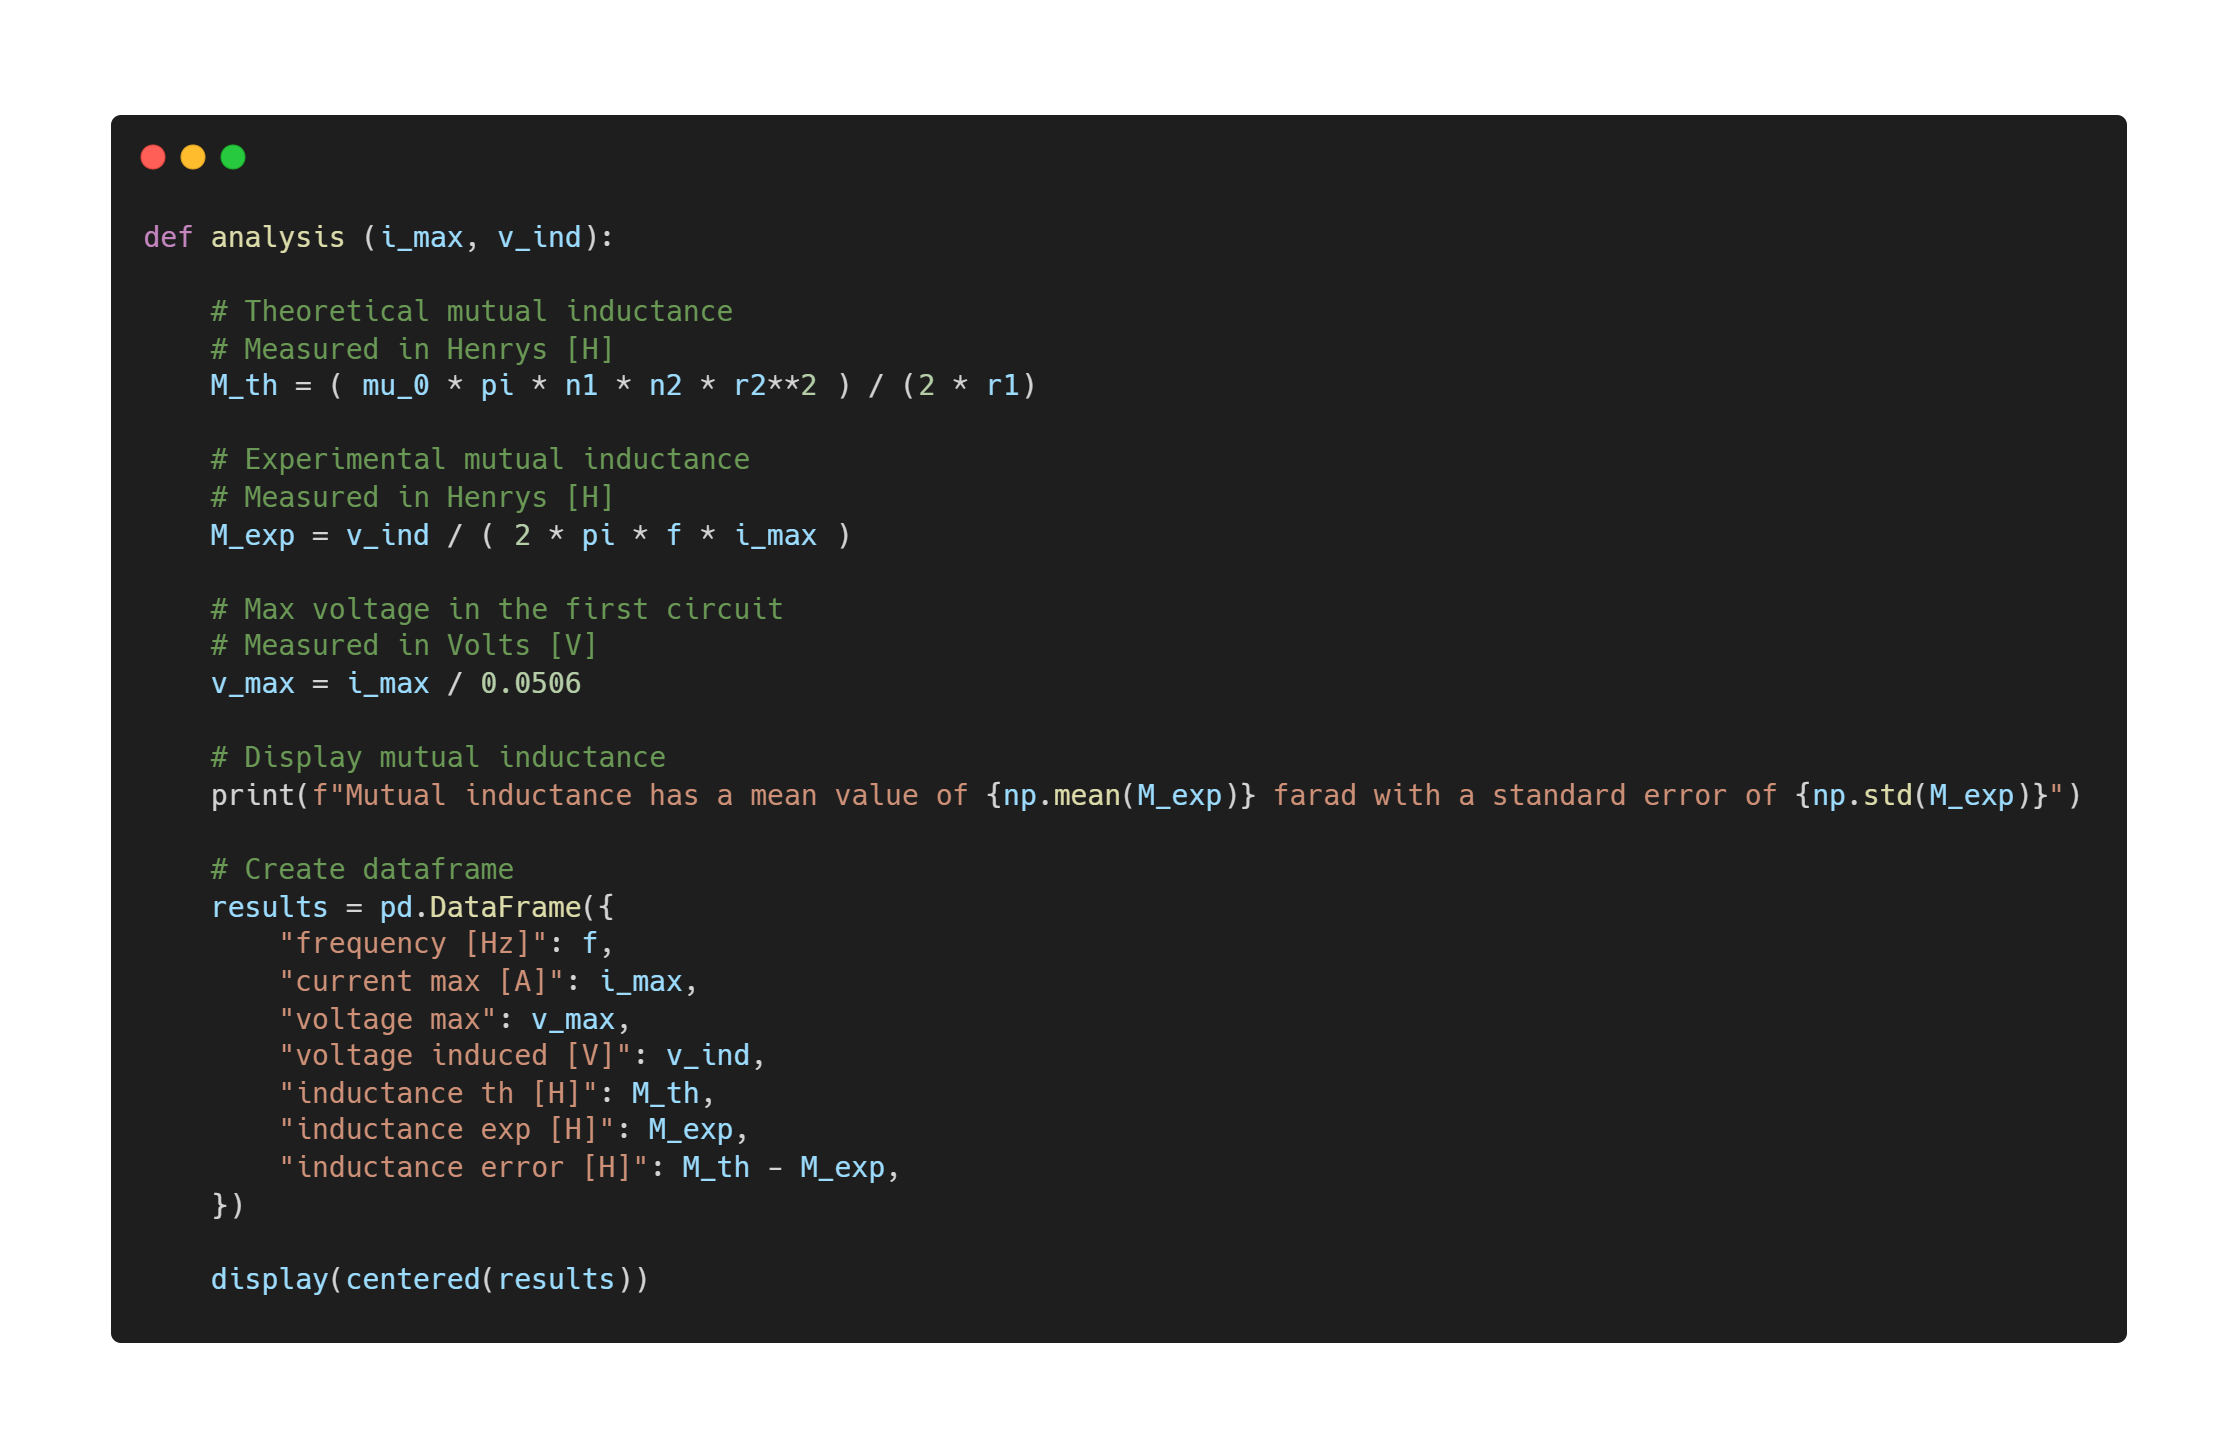 def analysis (i_max, v_ind):
# Theoretical mutual inductance
# Measured in Henrys [H]
M_th = ( mu_0 * pi * n1 * n2 * r2**2 ) / (2 * r1)
# Experimental mutual inductance
# Measured in Henrys [H]
M_exp = v_ind / ( 2 * pi * f * i_max )
# Max voltage in the first circuit
# Measured in Volts [V]
v_max = i_max / 0.0506
# Display mutual inductance
print(f"Mutual inductance has a mean value of {np.mean(M_exp)} farad with a standard error of {np.std(M_exp)}")
# Create dataframe
results = pd.DataFrame({
"frequency [Hz]": f,
"current max [A]": i_max,
"voltage max": v_max,
"voltage induced [V]": v_ind,
"inductance th [H]": M_th,
"inductance exp [H]": M_exp,
"inductance error [H]": M_th - M_exp,
})
display(centered(results))